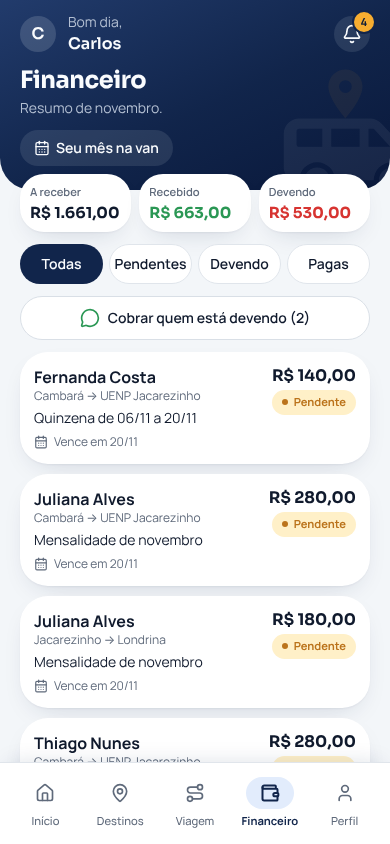 C
Bom dia,
Carlos
4
Financeiro
Resumo de novembro.
Seu mês na van
A receber
R$ 1.661,00
Recebido
R$ 663,00
Devendo
R$ 530,00
Todas
Pendentes
Devendo
Pagas
Cobrar quem está devendo (2)
Fernanda Costa
R$ 140,00
Cambará → UENP Jacarezinho
Pendente
Quinzena de 06/11 a 20/11
Vence em 20/11
Juliana Alves
R$ 280,00
Cambará → UENP Jacarezinho
Pendente
Mensalidade de novembro
Vence em 20/11
Juliana Alves
R$ 180,00
Jacarezinho → Londrina
Pendente
Mensalidade de novembro
Vence em 20/11
Thiago Nunes
R$ 280,00
Cambará → UENP Jacarezinho
Início
Destinos
Viagem
Financeiro
Perfil